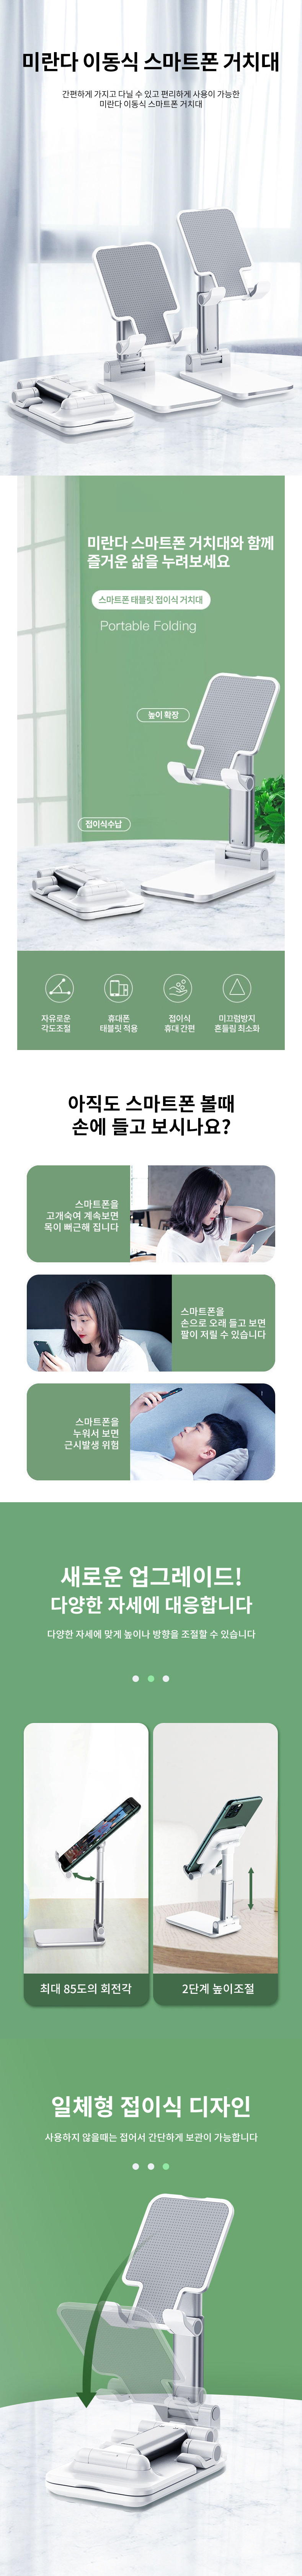 미란다 이동식 스마트폰 거치대
간편하게 가지고 다닐 수 있고 편리하게 사용이 가능한
미란다 이동식 스마트폰 거치대
미란다 스마트폰 거치대와 함께
즐거운 삶을 누려보세요
스마트폰 태블릿 접이식 거치대
Portable Folding
높이 확장
접이식수납
자유로운
각도조절
휴대폰
태블릿 적용
접이식
휴대 간편
미끄럼방지
흔들림 최소화
아직도 스마트폰 볼때
손에 들고 보시나요?
스마트폰을
고개숙여 계속보면
목이 뻐근해 집니다
스마트폰을
손으로 오래 들고 보면
팔이 저릴 수 있습니다
스마트폰을
누워서 보면
근시발생 위험
새로운 업그레이드!
다양한 자세에 대응합니다
다양한 자세에 맞게 높이나 방향을 조절할 수 있습니다
최대 85도의 회전각
2단계 높이조절
일체형 접이식 디자인
사용하지 않을때는 접어서 간단하게 보관이 가능합니다